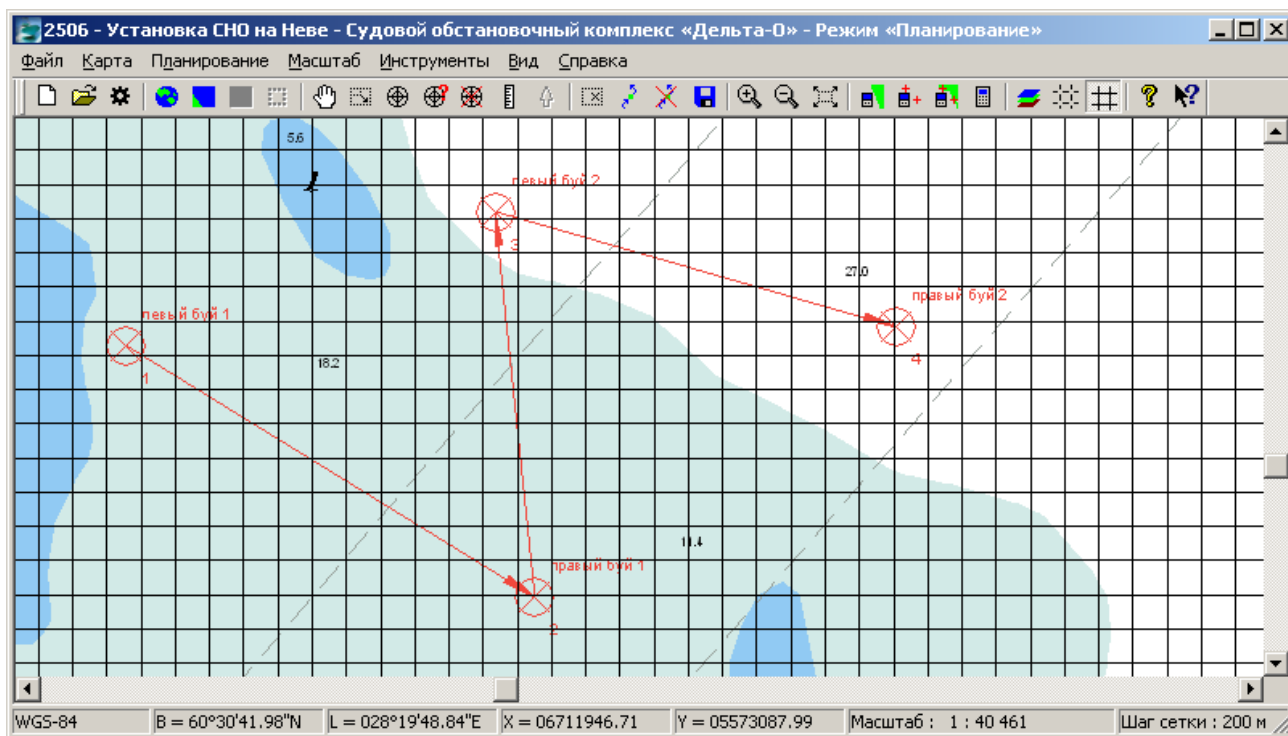 2506 - Установка СНО на Неве - Судовой обстановочный комплекс «Дельта-О» - Режим «Планирование»
Файл Карта Планирование Масштаб Инструменты Вид Справка
5.6
левый буй 2
3
27.0
правый буй 2
4
левый буй 1
1
18.2
11.4
правый буй 1
2
WGS-84 B = 60°30'41.98"N L = 028°19'48.84"E X = 06711946.71 Y = 05573087.99 Масштаб : 1 : 40 461 Шаг сетки : 200 м